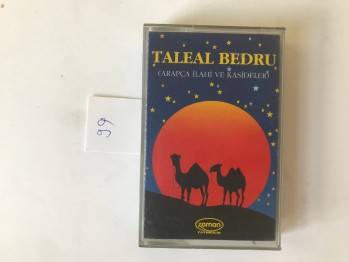 TALEAL BEDRU
(ARAPÇA İLAHİ VE KASİDELER)
99
zaman